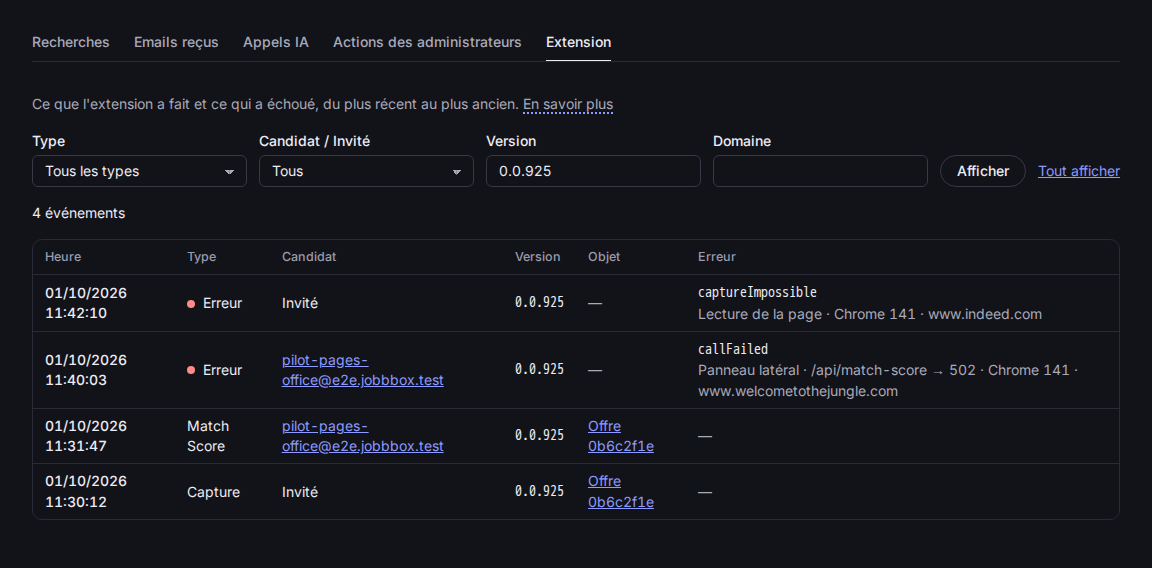 Recherches Emails reçus Appels IA Actions des administrateurs Extension
Ce que l'extension a fait et ce qui a échoué, du plus récent au plus ancien. En savoir plus
Type Candidat / Invité Version Domaine
Tous les types Tous 0.0.925 Afficher Tout afficher
4 événements
Heure Type Candidat Version Objet Erreur
01/10/2026
11:42:10
Erreur
Invité
0.0.925
—
captureImpossible
Lecture de la page · Chrome 141 · www.indeed.com
01/10/2026
11:40:03
Erreur
pilot-pages-
office@e2e.jobbbox.test
0.0.925
—
callFailed
Panneau latéral · /api/match-score → 502 · Chrome 141 ·
www.welcometothejungle.com
01/10/2026
11:31:47
Match
Score
pilot-pages-
office@e2e.jobbbox.test
0.0.925
Offre
0b6c2f1e
—
01/10/2026
11:30:12
Capture
Invité
0.0.925
Offre
0b6c2f1e
—